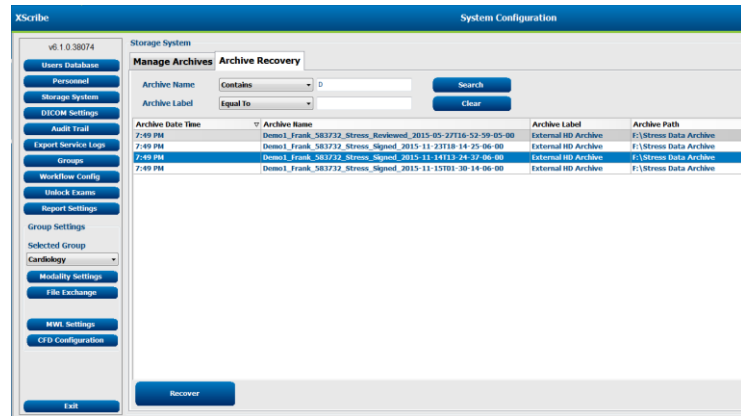 XScribe
System Configuration
v6.1.0.38074
Users Database
Personnel
Storage System
DICOM Settings
Audit Trail
Export Service Logs
Groups
Workflow Config
Unlock Exams
Report Settings
Group Settings
Selected Group
Cardiology
Modality Settings
File Exchange
MWL Settings
CFD Configuration
Exit
Storage System
Manage Archives Archive Recovery
Archive Name Contains D Search
Archive Label Equal To Clear
Archive Date Time Archive Name Archive Label Archive Path
7:49 PM Demo1_Frank_583732_Stress_Reviewed_2015-05-27T16-52-59-05-00 External HD Archive F:\Stress Data Archive
7:49 PM Demo1_Frank_583732_Stress_Signed_2015-11-23T18-14-25-06-00 External HD Archive F:\Stress Data Archive
7:49 PM Demo1_Frank_583732_Stress_Signed_2015-11-14T13-24-37-06-00 External HD Archive F:\Stress Data Archive
7:49 PM Demo1_Frank_583732_Stress_Signed_2015-11-15T01-30-14-06-00 External HD Archive F:\Stress Data Archive
Recover